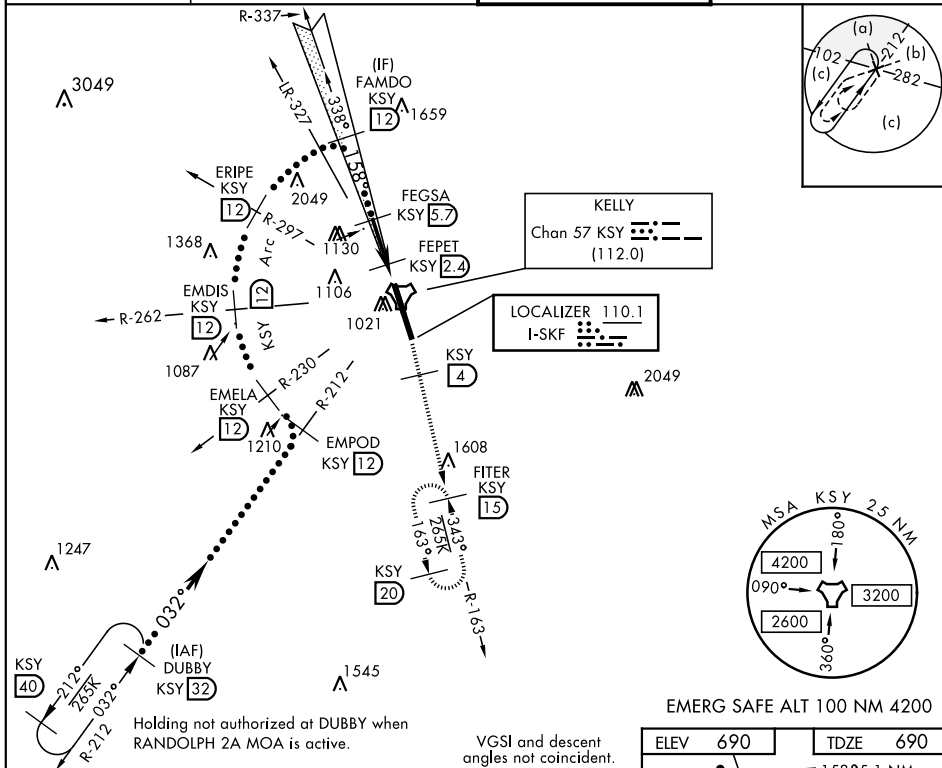 R-337
(IF)
FAMDO
KSY
12
3049
1659
LR-327
338°
158°
ERIPE
KSY
12
2049
FEGSA
KSY 5.7
R-297
1130
FEPET
KSY 2.4
1368
Arc
1106
EMDIS
KSY
12
12
KSY
R-262
1021
1087
R-230
R-212
EMELA
KSY
12
1210
EMPOD
KSY 12
KELLY
Chan 57 KSY
(112.0)
LOCALIZER 110.1
I-SKF
KSY
4
2049
1608
FITER
KSY
15
343°
265K
163°
KSY
20
R-163
1247
032°
(IAF)
DUBBY
KSY 32
KSY
40
212°
265K
032°
R-212
1545
Holding not authorized at DUBBY when
RANDOLPH 2A MOA is active.
VGSI and descent
angles not coincident.
(a)
212
102
(b)
(c)
282
(c)
MSA KSY 25 NM
180°
4200
090°
3200
2600
360°
EMERG SAFE ALT 100 NM 4200
ELEV 690
TDZE 690